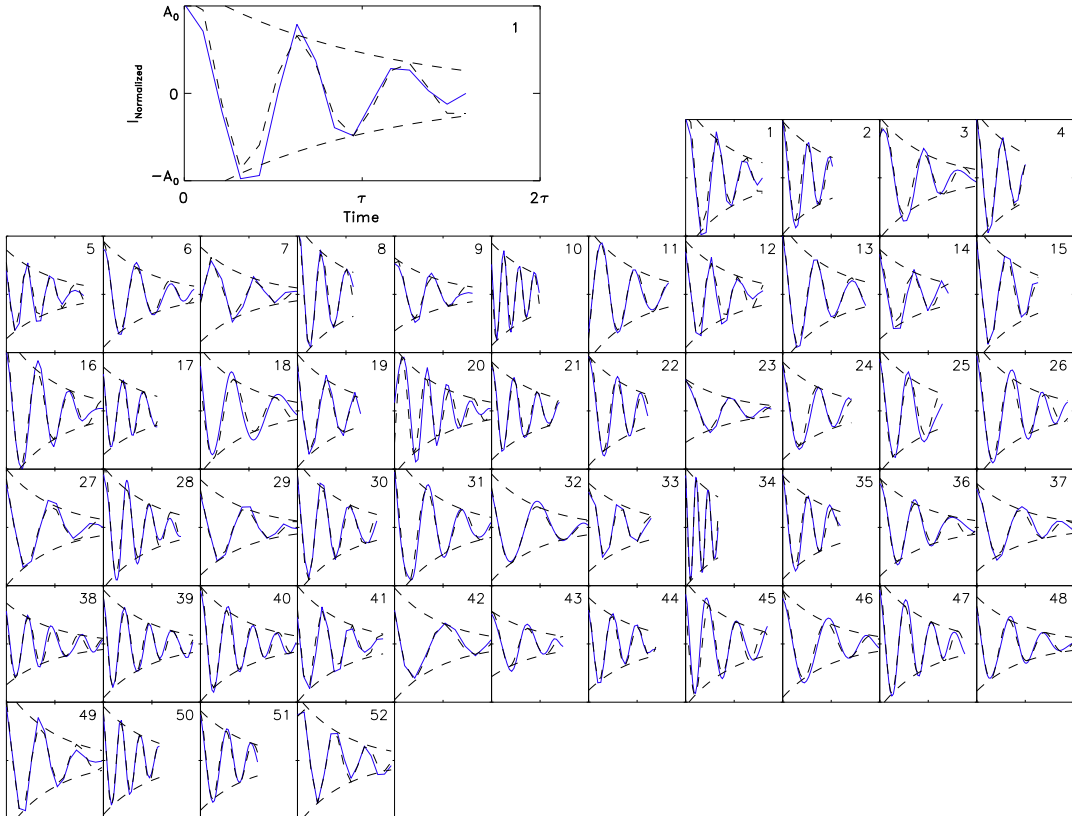 A₀
1
I_Normalized
0
−A₀
0 τ 2τ
Time
1 2 3 4
5 6 7 8 9 10 11 12 13 14 15
16 17 18 19 20 21 22 23 24 25 26
27 28 29 30 31 32 33 34 35 36 37
38 39 40 41 42 43 44 45 46 47 48
49 50 51 52